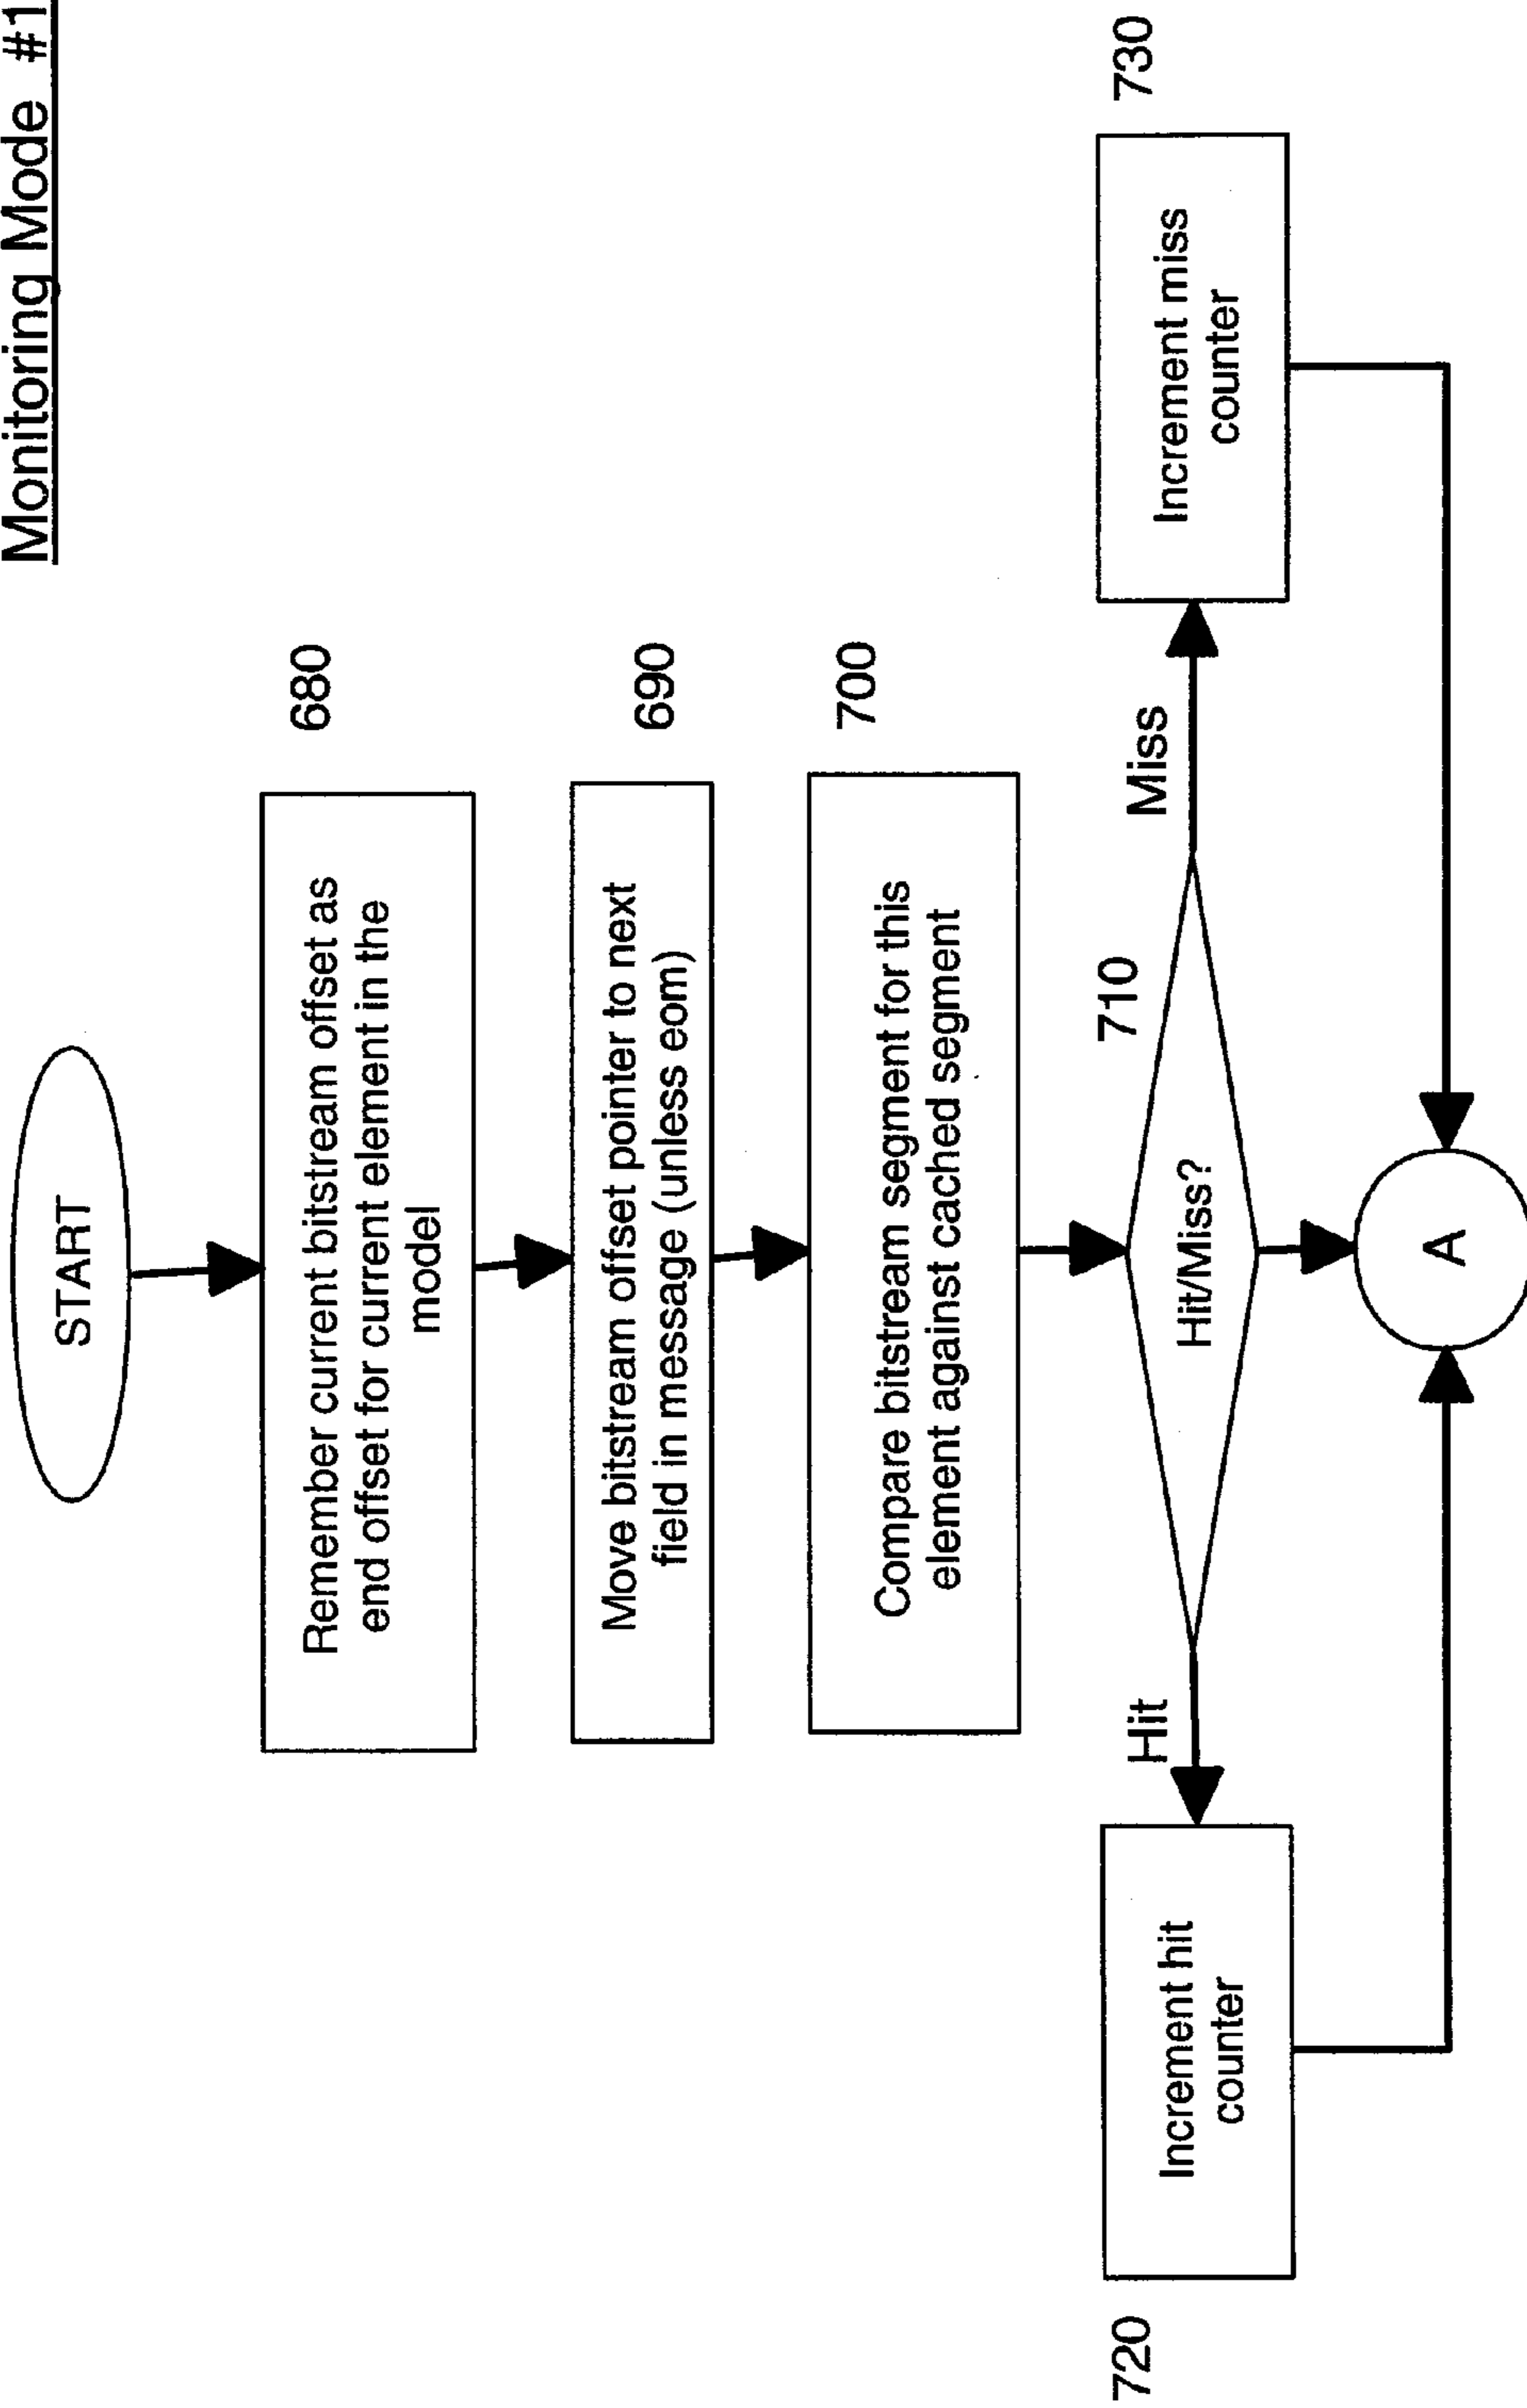 Monitoring Mode #1
START
680
Remember current bitstream offset as
end offset for current element in the
model
690
Move bitstream offset pointer to next
field in message (unless eom)
700
Compare bitstream segment for this
element against cached segment
710
Hit/Miss?
Hit
Miss
720
Increment hit
counter
730
Increment miss
counter
A